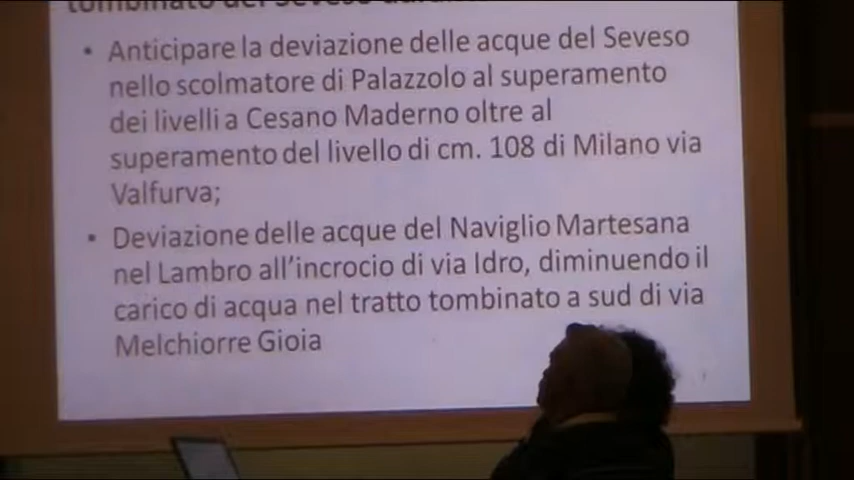 tombinato del Seveso
• Anticipare la deviazione delle acque del Seveso
nello scolmatore di Palazzolo al superamento
dei livelli a Cesano Maderno oltre al
superamento del livello di cm. 108 di Milano via
Valfurva;
• Deviazione delle acque del Naviglio Martesana
nel Lambro all'incrocio di via Idro, diminuendo il
carico di acqua nel tratto tombinato a sud di via
Melchiorre Gioia